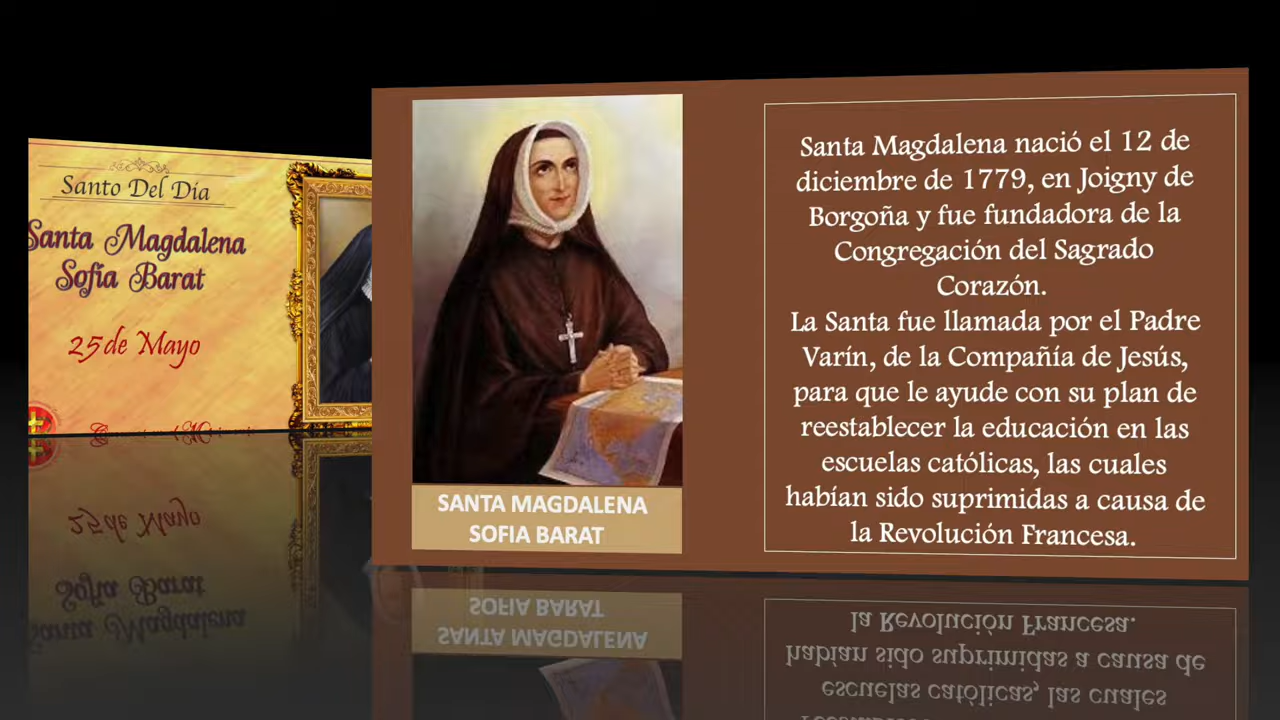 Santo Del Día
Santa Magdalena
Sofía Barat
25 de Mayo
SANTA MAGDALENA
SOFIA BARAT
Santa Magdalena nació el 12 de
diciembre de 1779, en Joigny de
Borgoña y fue fundadora de la
Congregación del Sagrado
Corazón.
La Santa fue llamada por el Padre
Varín, de la Compañía de Jesús,
para que le ayude con su plan de
reestablecer la educación en las
escuelas católicas, las cuales
habían sido suprimidas a causa de
la Revolución Francesa.